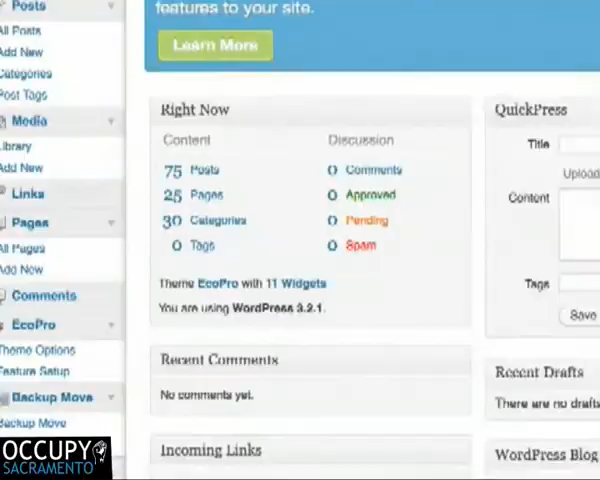 Posts
All Posts
Add New
Categories
Post Tags
Media
Library
Add New
Links
Pages
All Pages
Add New
Comments
EcoPro
Theme Options
Feature Setup
Backup Move
Backup Move
OCCUPY
SACRAMENTO
features to your site.
Learn More
Right Now
Content
Discussion
75 Posts
0 Comments
25 Pages
0 Approved
30 Categories
0 Pending
0 Tags
0 Spam
Theme EcoPro with 11 Widgets
You are using WordPress 3.2.1.
Recent Comments
No comments yet.
Incoming Links
QuickPress
Title
Upload
Content
Tags
Save
Recent Drafts
There are no drafts
WordPress Blog